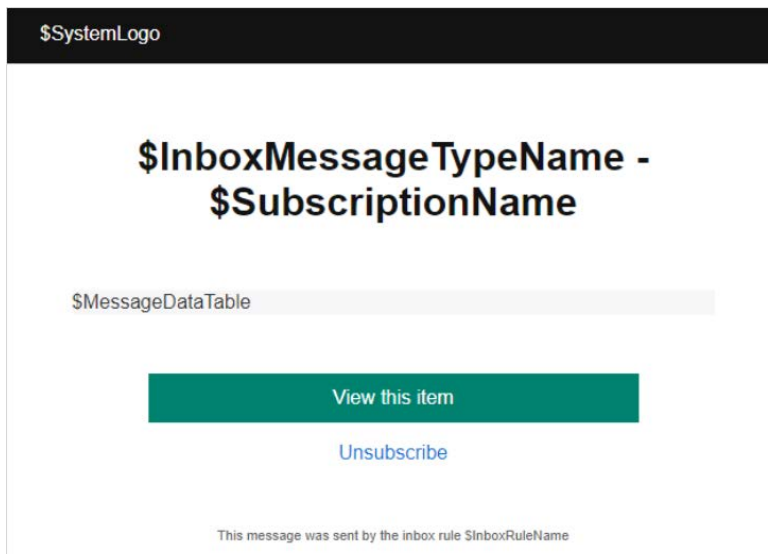 $SystemLogo
$InboxMessageTypeName -
$SubscriptionName
$MessageDataTable
View this item
Unsubscribe
This message was sent by the inbox rule $InboxRuleName